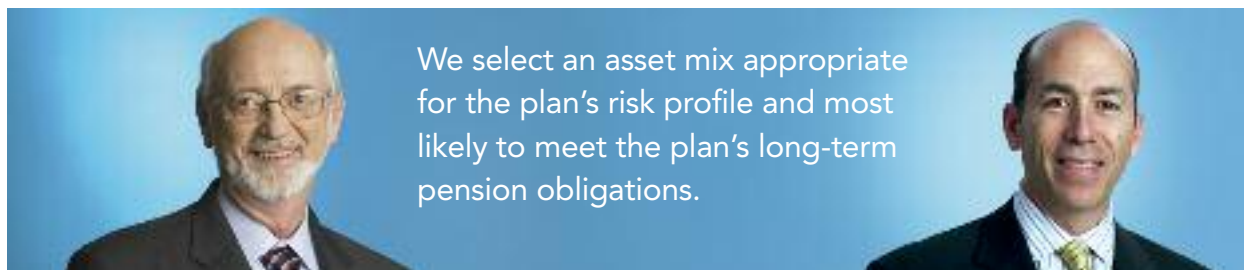 We select an asset mix appropriate
for the plan’s risk profile and most
likely to meet the plan’s long-term
pension obligations.